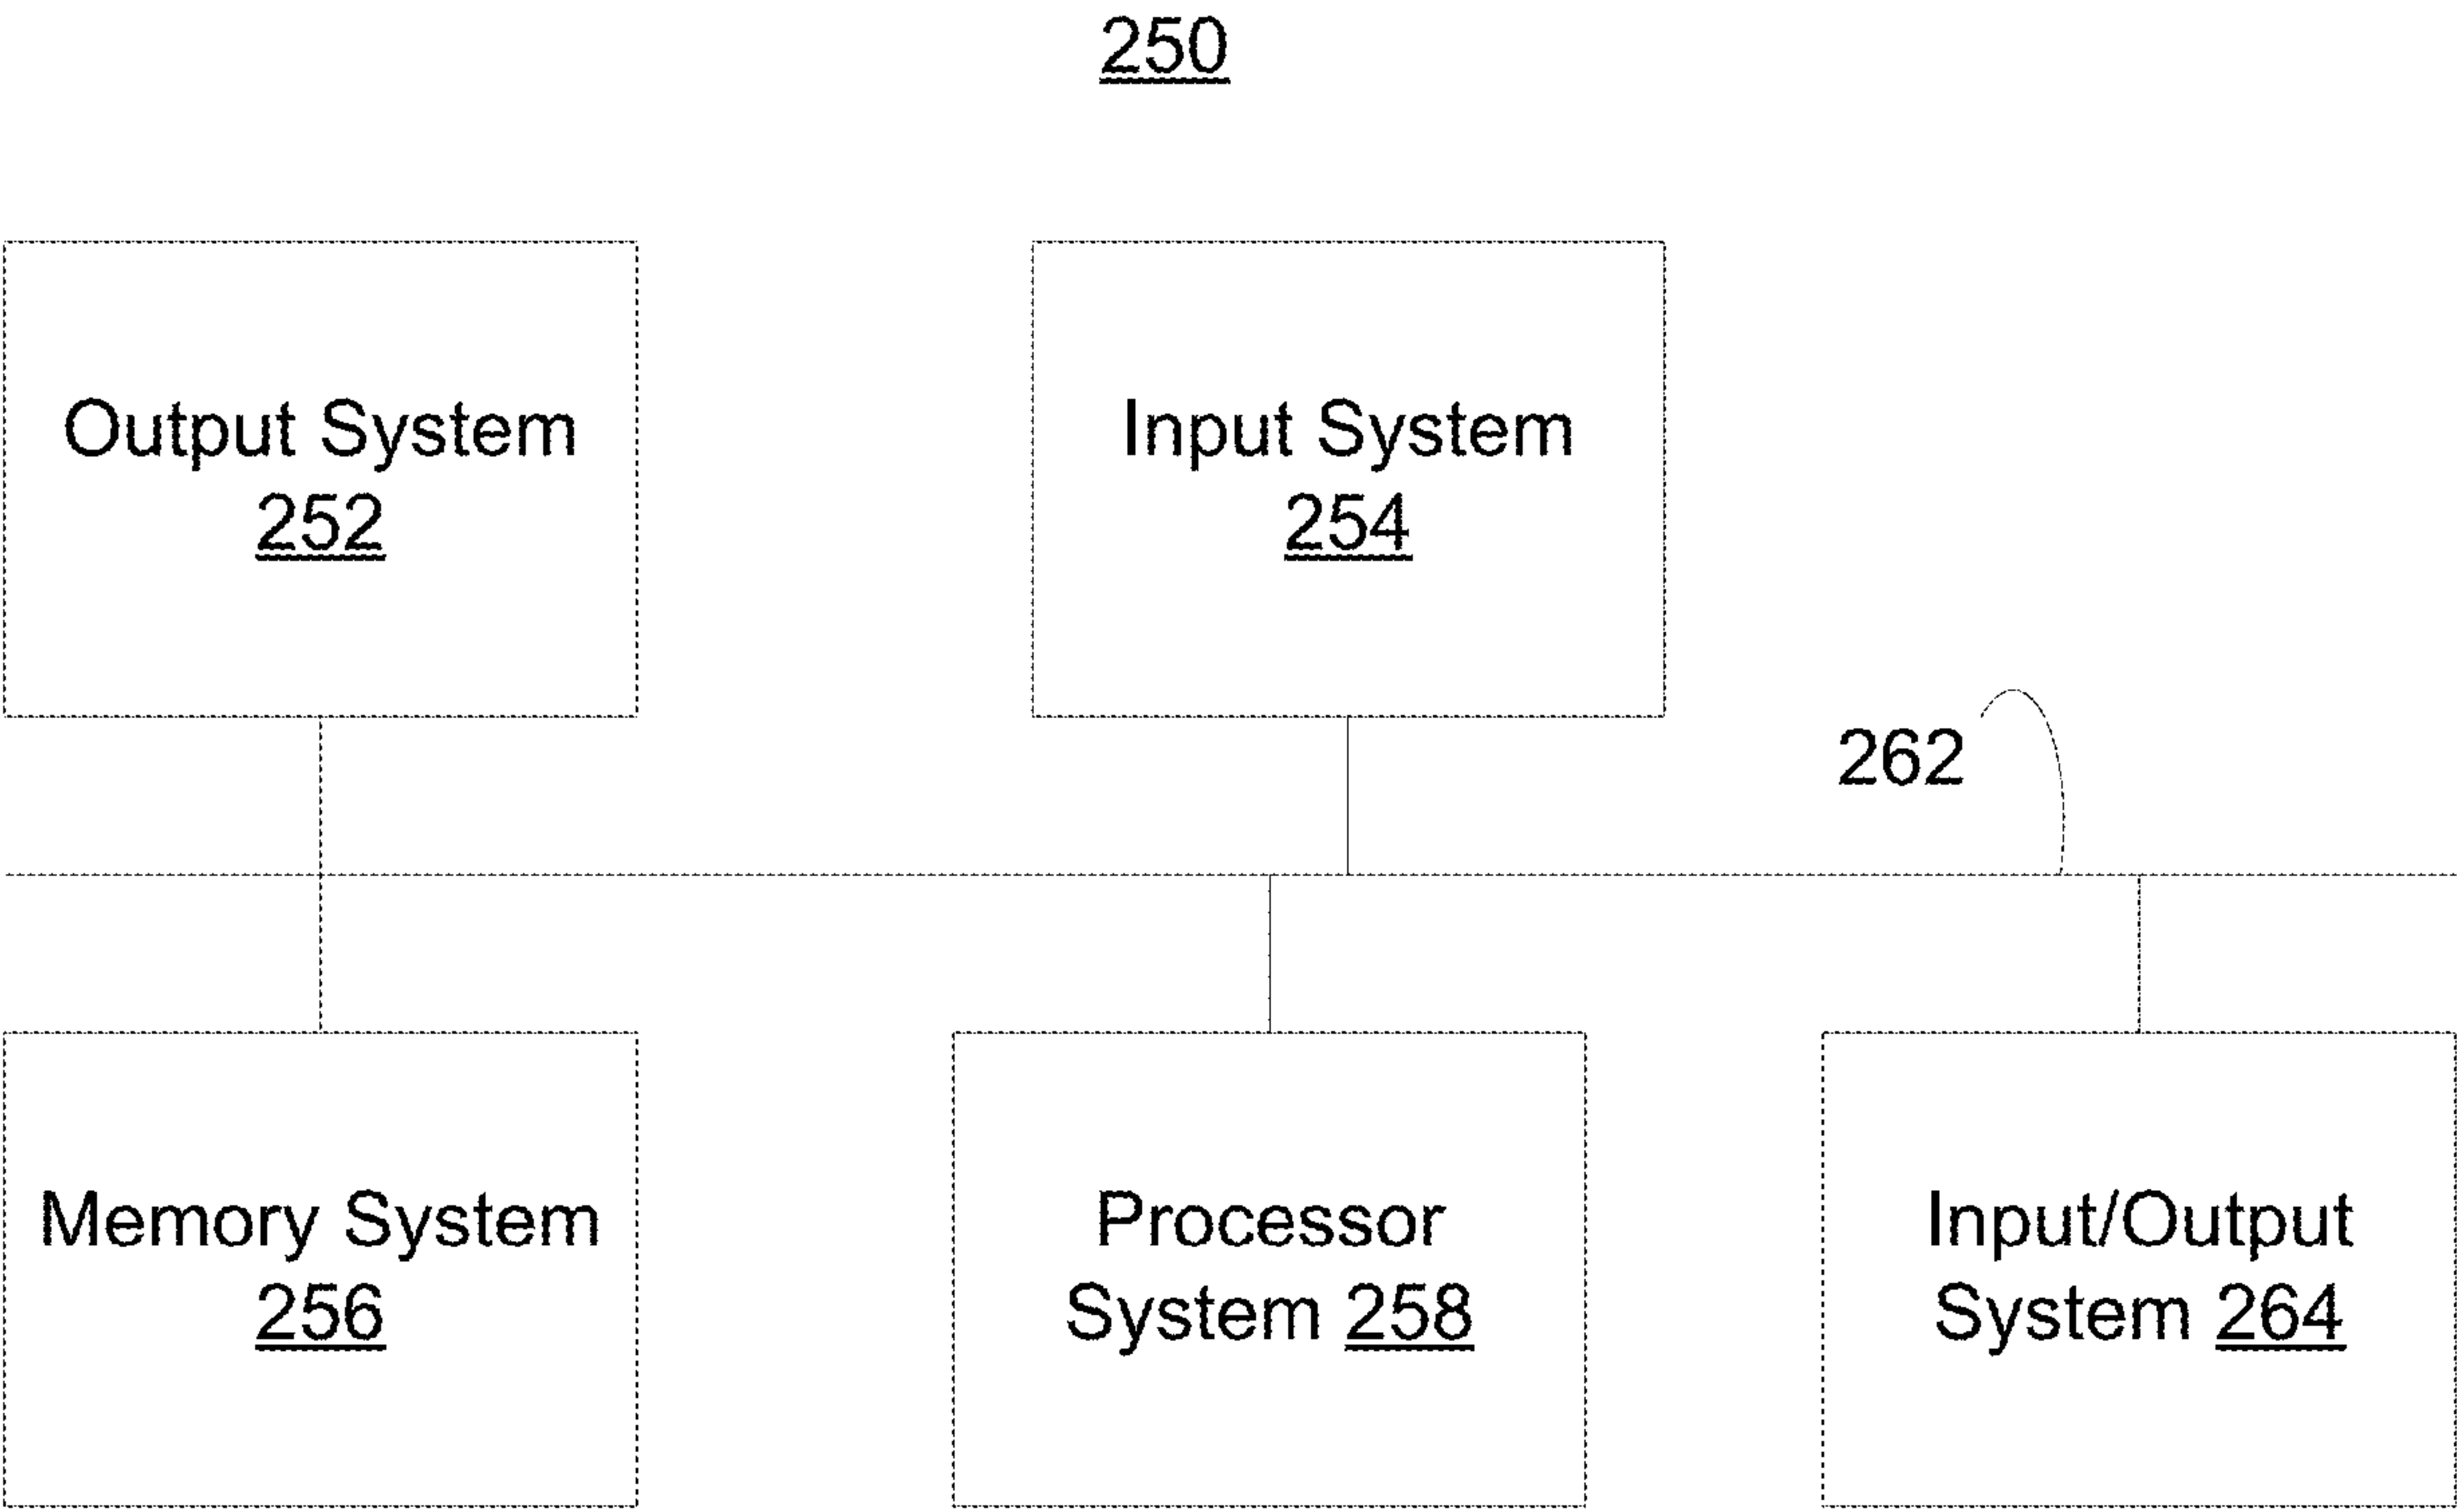 250
Output System
252
Input System
254
262
Memory System
256
Processor
System 258
Input/Output
System 264